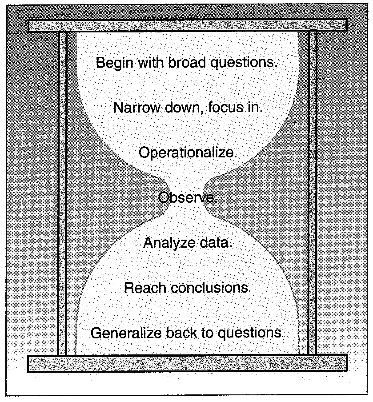 Begin with broad questions.
Narrow down, focus in.
Operationalize.
Observe.
Analyze data.
Reach conclusions.
Generalize back to questions.